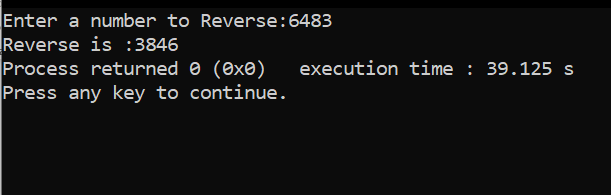 Enter a number to Reverse:6483
Reverse is :3846
Process returned 0 (0x0)   execution time : 39.125 s
Press any key to continue.